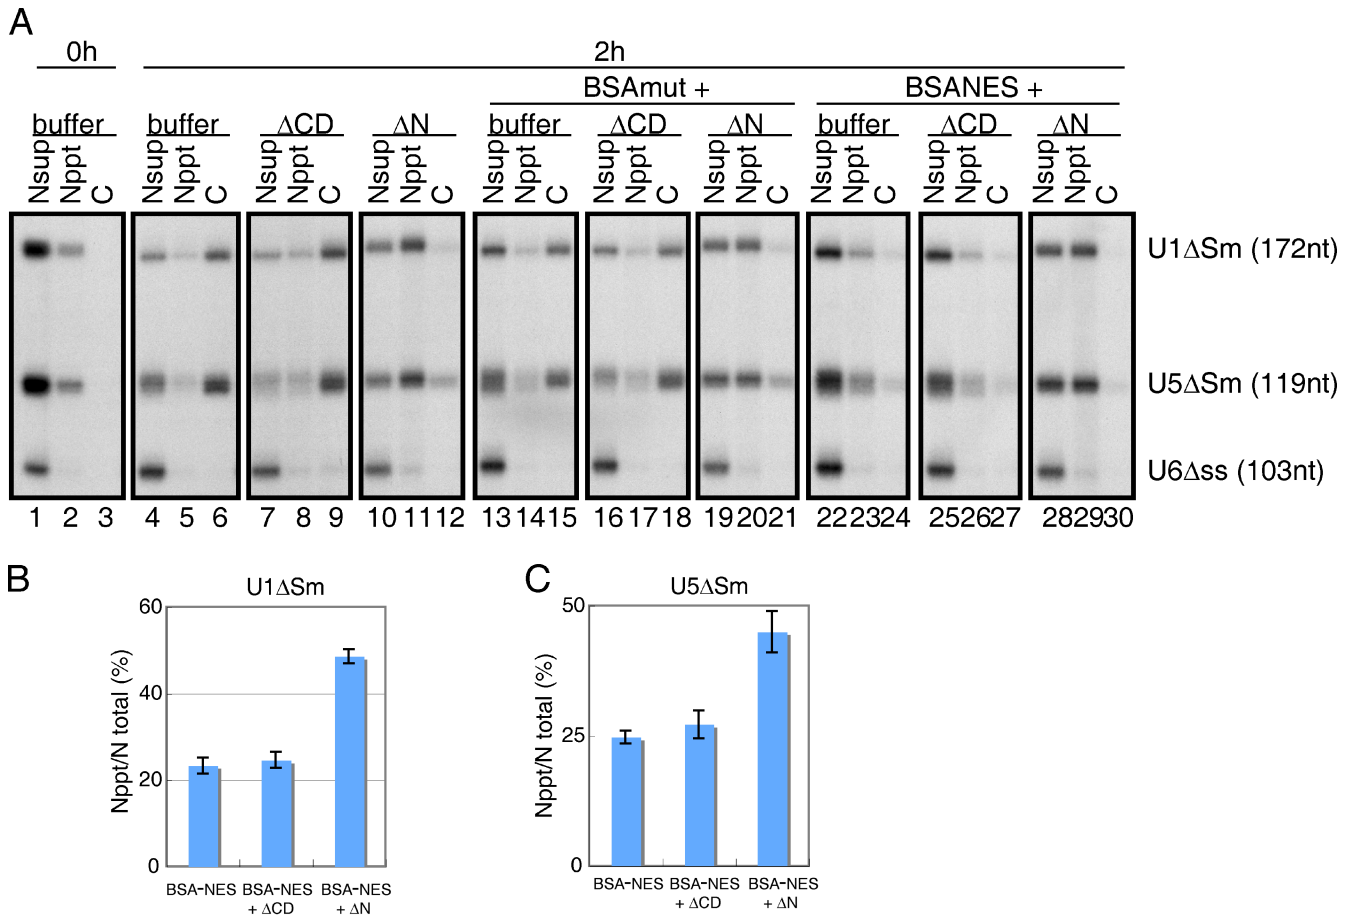 A
0h 2h
BSAmut + BSANES +
buffer buffer ΔCD ΔN buffer ΔCD ΔN buffer ΔCD ΔN
Nsup Nppt C Nsup Nppt C Nsup Nppt C Nsup Nppt C Nsup Nppt C Nsup Nppt C Nsup Nppt C Nsup Nppt C Nsup Nppt C Nsup Nppt C
U1ΔSm (172nt)
U5ΔSm (119nt)
U6Δss (103nt)
1 2 3 4 5 6 7 8 9 10 11 12 13 14 15 16 17 18 19 20 21 22 23 24 25 26 27 28 29 30
B
U1ΔSm
Nppt/N total (%)
60
40
20
0
BSA-NES BSA-NES BSA-NES
+ ΔCD + ΔN
C
U5ΔSm
Nppt/N total (%)
50
25
0
BSA-NES BSA-NES BSA-NES
+ ΔCD + ΔN